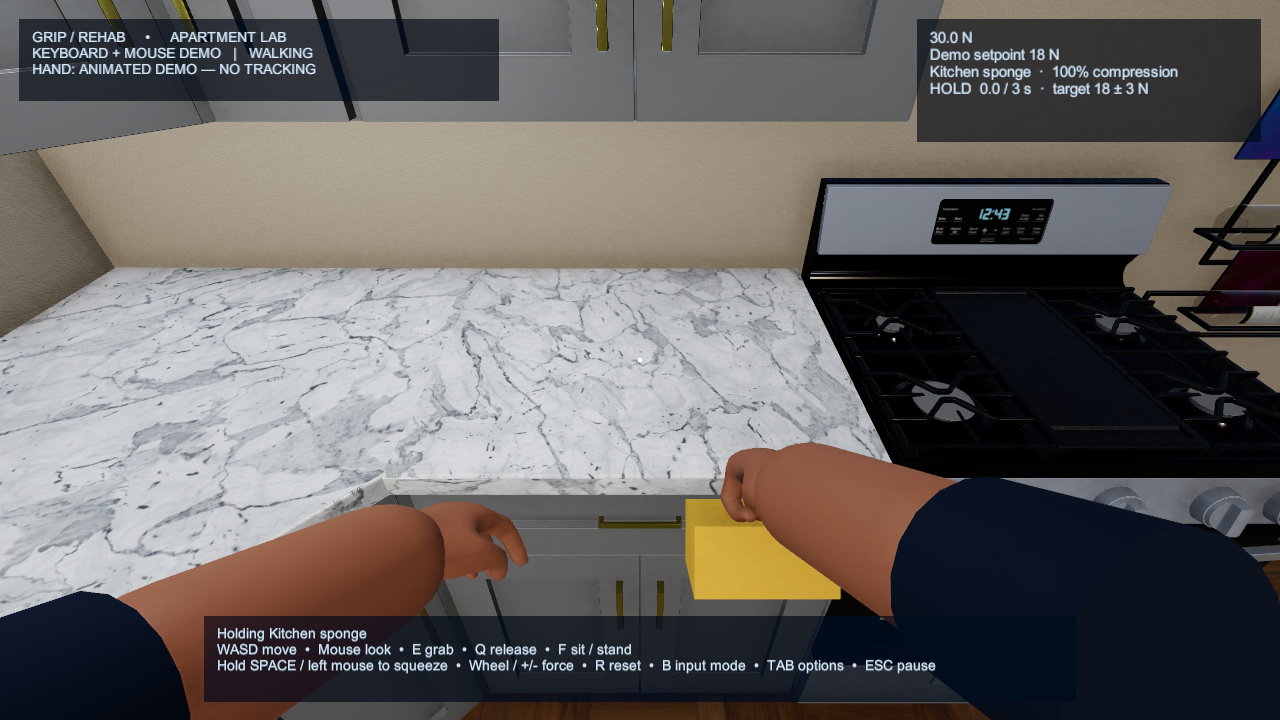 GRIP / REHAB • APARTMENT LAB
KEYBOARD + MOUSE DEMO | WALKING
HAND: ANIMATED DEMO — NO TRACKING
30.0 N
Demo setpoint 18 N
Kitchen sponge · 100% compression
HOLD 0.0 / 3 s · target 18 ± 3 N
12:43
Holding Kitchen sponge
WASD move • Mouse look • E grab • Q release • F sit / stand
Hold SPACE / left mouse to squeeze • Wheel / +/- force • R reset • B input mode • TAB options • ESC pause